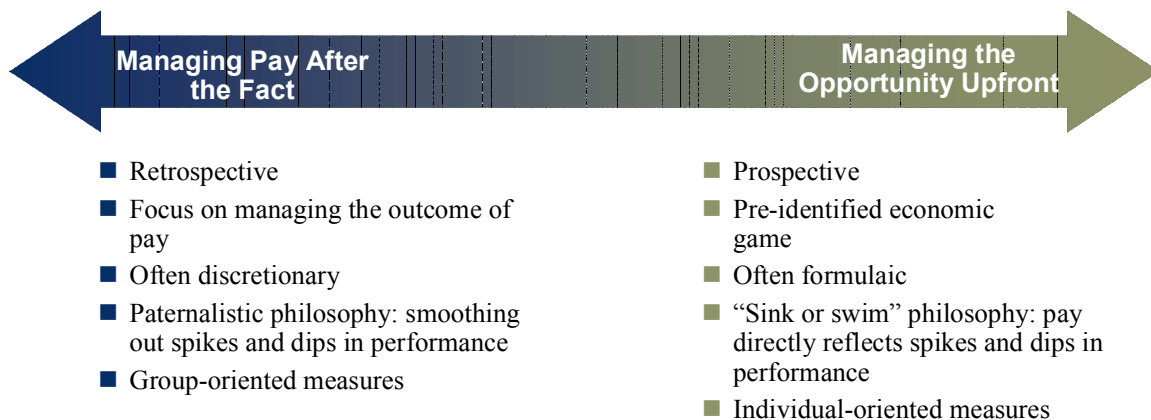 Managing Pay After
the Fact
Managing the
Opportunity Upfront
Retrospective
Focus on managing the outcome of
pay
Often discretionary
Paternalistic philosophy: smoothing
out spikes and dips in performance
Group-oriented measures
Prospective
Pre-identified economic
game
Often formulaic
“Sink or swim” philosophy: pay
directly reflects spikes and dips in
performance
Individual-oriented measures